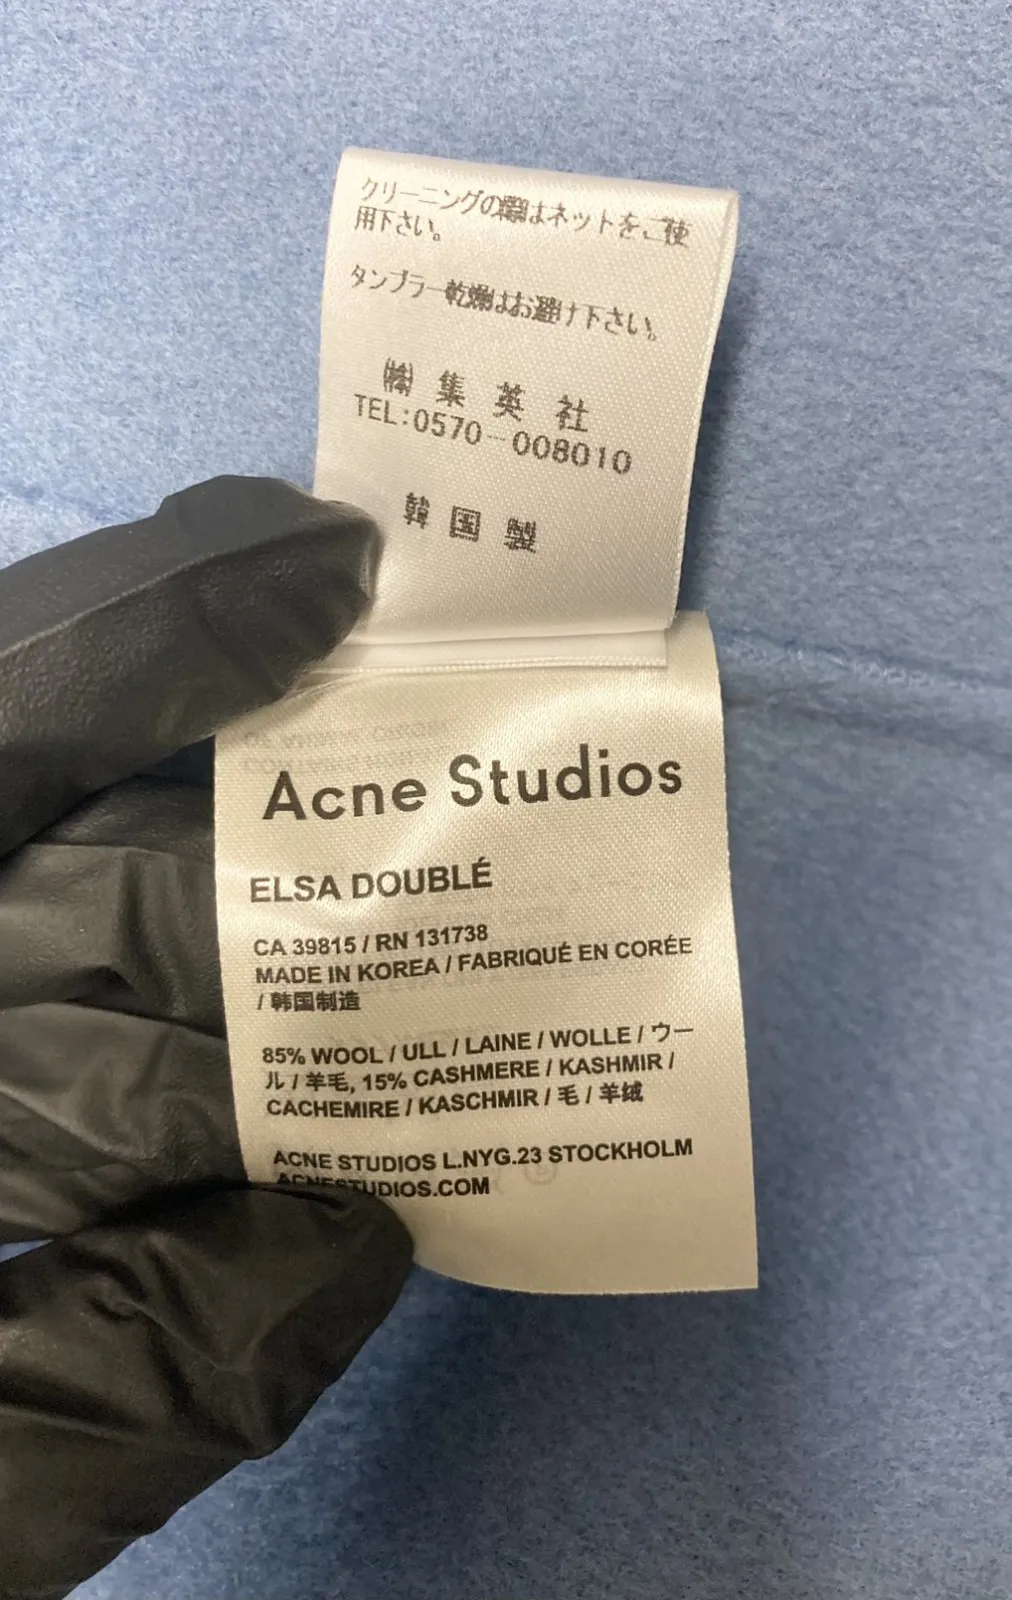 クリーニングの際はネットをご使
用下さい。
タンブラー乾燥はお避け下さい。
㈱ 集 英 社
TEL:0570-008010
韓 国 製
Acne Studios
ELSA DOUBLÉ
CA 39815 / RN 131738
MADE IN KOREA / FABRIQUÉ EN CORÉE
/ 韩国制造
85% WOOL / ULL / LAINE / WOLLE / ウー
ル / 羊毛, 15% CASHMERE / KASHMIR /
CACHEMIRE / KASCHMIR / 毛 / 羊绒
ACNE STUDIOS L.NYG.23 STOCKHOLM
ACNESTUDIOS.COM